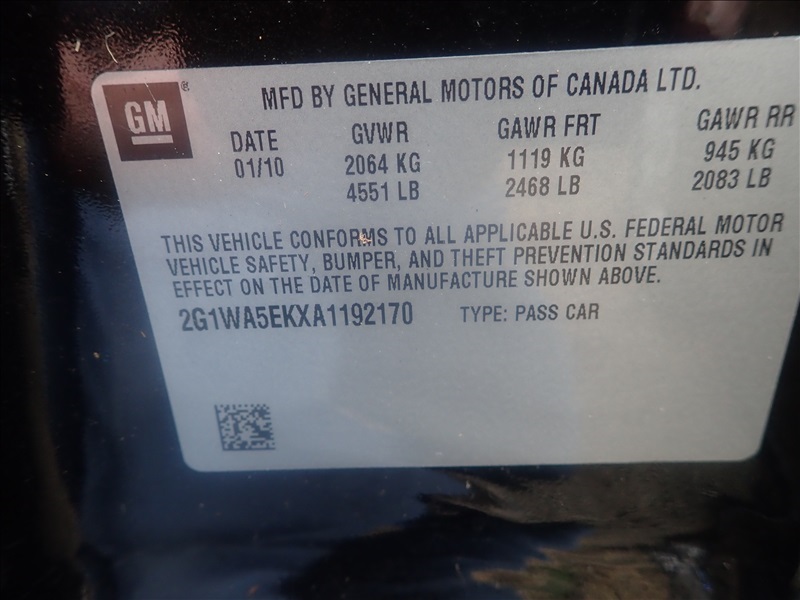 GM®
MFD BY GENERAL MOTORS OF CANADA LTD.
DATE GVWR GAWR FRT GAWR RR
01/10 2064 KG 1119 KG 945 KG
4551 LB 2468 LB 2083 LB
THIS VEHICLE CONFORMS TO ALL APPLICABLE U.S. FEDERAL MOTOR
VEHICLE SAFETY, BUMPER, AND THEFT PREVENTION STANDARDS IN
EFFECT ON THE DATE OF MANUFACTURE SHOWN ABOVE.
2G1WA5EKXA1192170 TYPE: PASS CAR